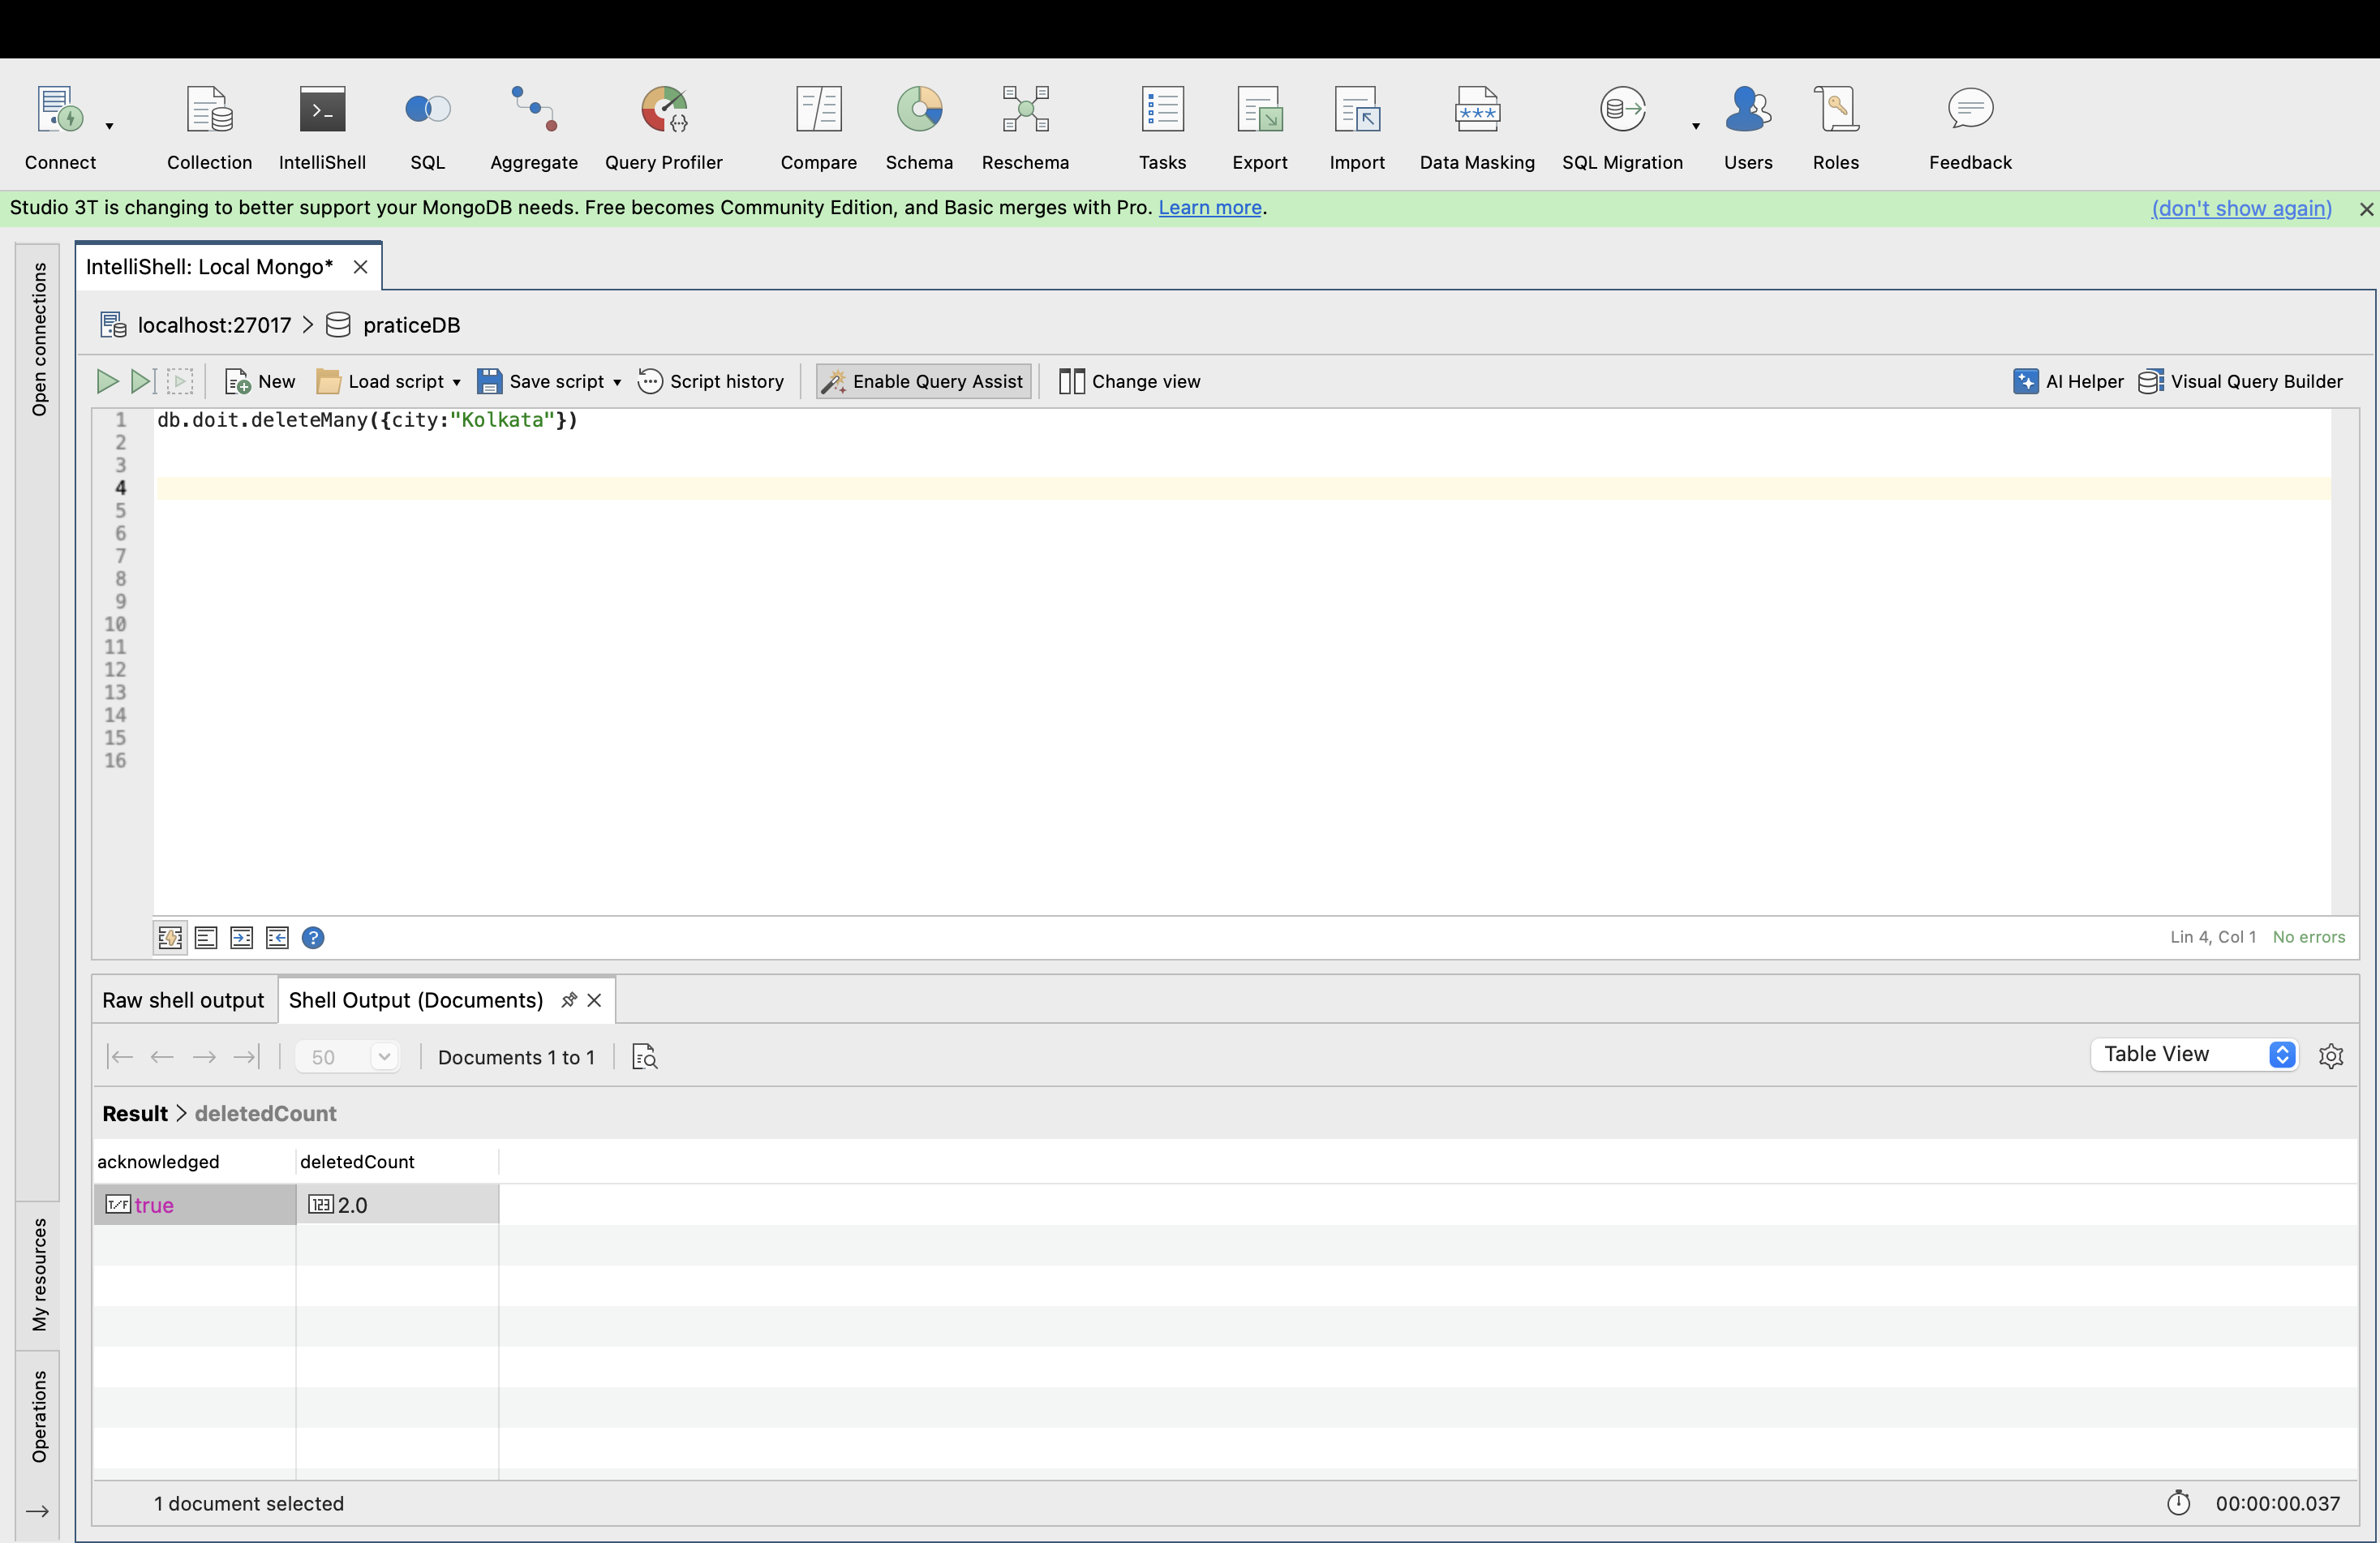 Connect Collection IntelliShell SQL Aggregate Query Profiler Compare Schema Reschema Tasks Export Import Data Masking SQL Migration Users Roles Feedback
Studio 3T is changing to better support your MongoDB needs. Free becomes Community Edition, and Basic merges with Pro. Learn more. (don't show again)
Open connections
IntelliShell: Local Mongo*
localhost:27017 > praticeDB
New Load script Save script Script history Enable Query Assist Change view AI Helper Visual Query Builder
1 db.doit.deleteMany({city:"Kolkata"})
2
3
4
5
6
7
8
9
10
11
12
13
14
15
16
Lin 4, Col 1 No errors
Raw shell output Shell Output (Documents)
50 Documents 1 to 1 Table View
Result > deletedCount
acknowledged deletedCount
true 2.0
My resources
Operations
1 document selected 00:00:00.037